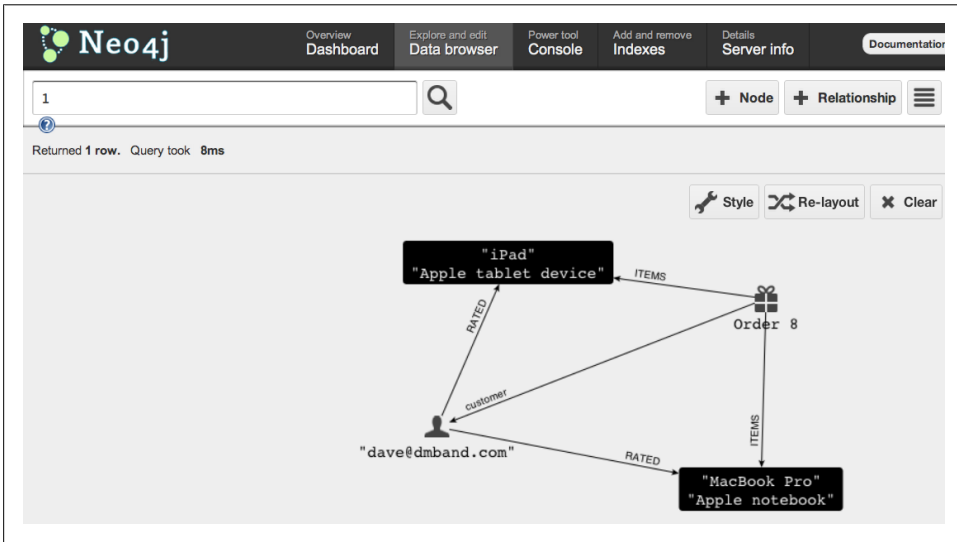 Neo4j
Overview
Dashboard
Explore and edit
Data browser
Power tool
Console
Add and remove
Indexes
Details
Server info
Documentation
1
+ Node
+ Relationship
?
Returned 1 row. Query took 8ms
Style
Re-layout
Clear
"iPad"
"Apple tablet device"
ITEMS
Order 8
RATED
customer
"dave@dmband.com"
ITEMS
RATED
"MacBook Pro"
"Apple notebook"